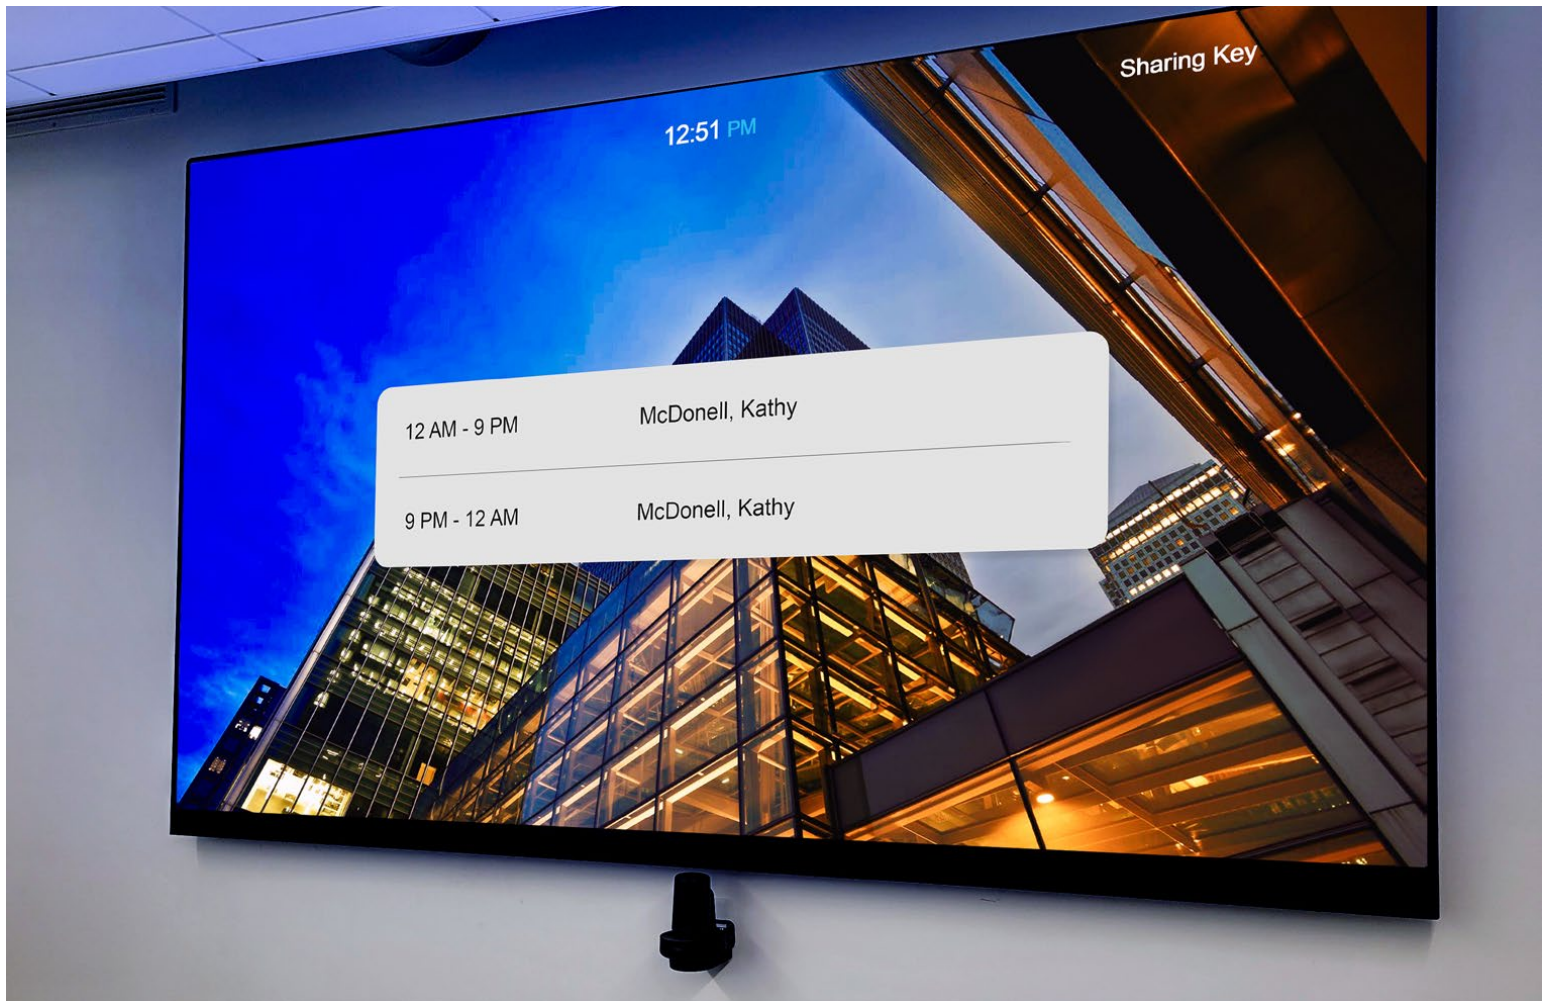 Sharing Key
12:51 PM
12 AM - 9 PM McDonell, Kathy
9 PM - 12 AM McDonell, Kathy